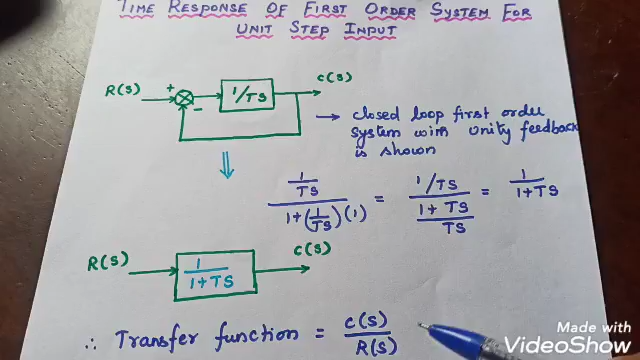 TIME RESPONSE OF FIRST ORDER SYSTEM FOR
UNIT STEP INPUT
R(S) + - 1/TS C(S)
→ closed loop first order
system with unity feedback
is shown
(1/TS) / (1+(1/TS)(1)) = (1/TS) / ((1+TS)/TS) = 1/(1+TS)
R(S) 1/(1+TS) C(S)
∴ Transfer function = C(S)/R(S)
Made with
VideoShow